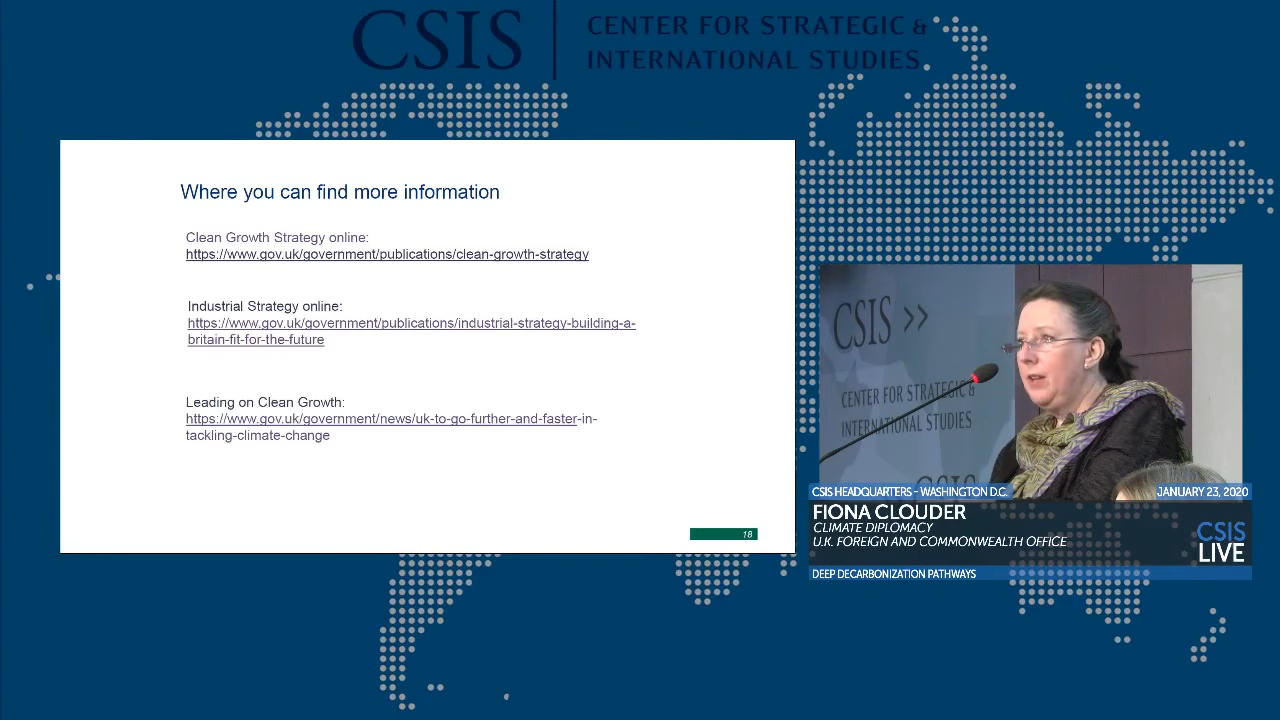 CSIS
CENTER FOR STRATEGIC &
INTERNATIONAL STUDIES
Where you can find more information
Clean Growth Strategy online:
https://www.gov.uk/government/publications/clean-growth-strategy
Industrial Strategy online:
https://www.gov.uk/government/publications/industrial-strategy-building-a-
britain-fit-for-the-future
Leading on Clean Growth:
https://www.gov.uk/government/news/uk-to-go-further-and-faster-in-
tackling-climate-change
18
CSIS >>
CENTER FOR STRATEGIC &
INTERNATIONAL STUDIES
CSIS
CSIS HEADQUARTERS - WASHINGTON D.C.
JANUARY 23, 2020
FIONA CLOUDER
CLIMATE DIPLOMACY
U.K. FOREIGN AND COMMONWEALTH OFFICE
CSIS
LIVE
DEEP DECARBONIZATION PATHWAYS